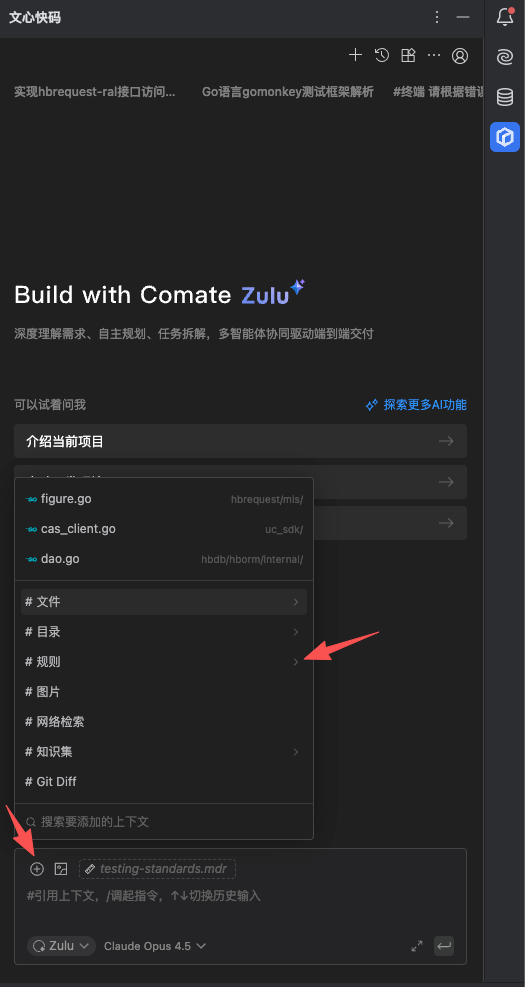 文心快码
实现hbrequest-ral接口访问... Go语言gomonkey测试框架解析 #终端 请根据错误
Build with Comate Zulu
深度理解需求、自主规划、任务拆解，多智能体协同驱动端到端交付
可以试着问我 探索更多AI功能
介绍当前项目
figure.go hbrequest/mis/
cas_client.go uc_sdk/
dao.go hbdb/hborm/internal/
# 文件
# 目录
# 规则
# 图片
# 网络检索
# 知识集
# Git Diff
搜索要添加的上下文
testing-standards.mdr
#引用上下文，/调起指令，↑↓切换历史输入
Zulu Claude Opus 4.5